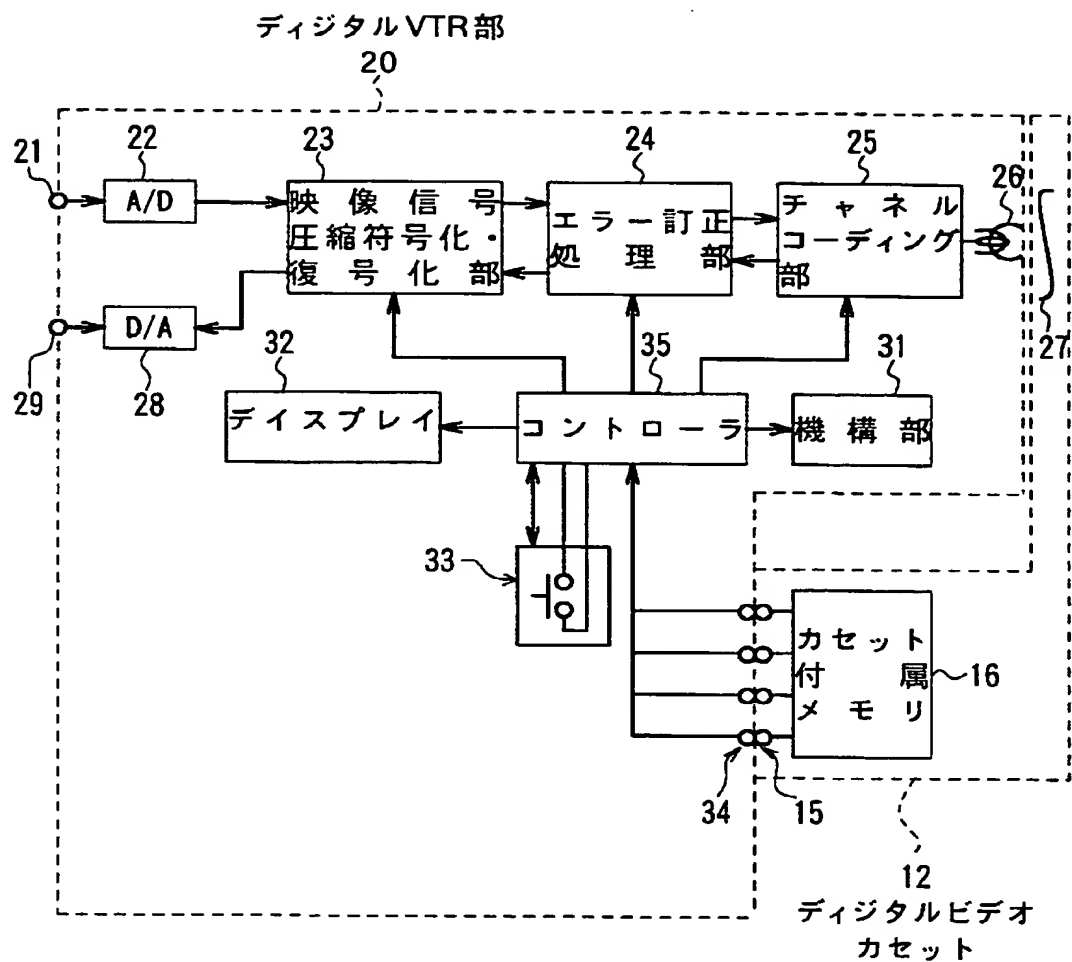 ディジタルVTR部
20
21
22
23
24
25
26
A/D
映像信号
圧縮符号化・
復号化部
エラー訂正
処理部
チャネル
コーディング
部
27
D/A
29
28
32
35
31
ディスプレイ
コントローラ
機構部
33
カセット
付属
メモリ
16
34
15
12
ディジタルビデオ
カセット